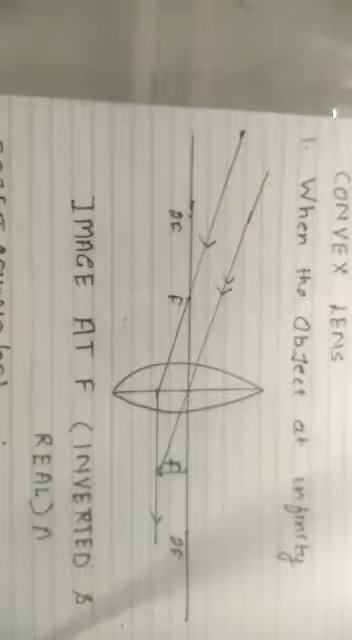 CONVEX LENS
1. When the Object at infinity
2F F F 2F
IMAGE AT F (INVERTED &
REAL)